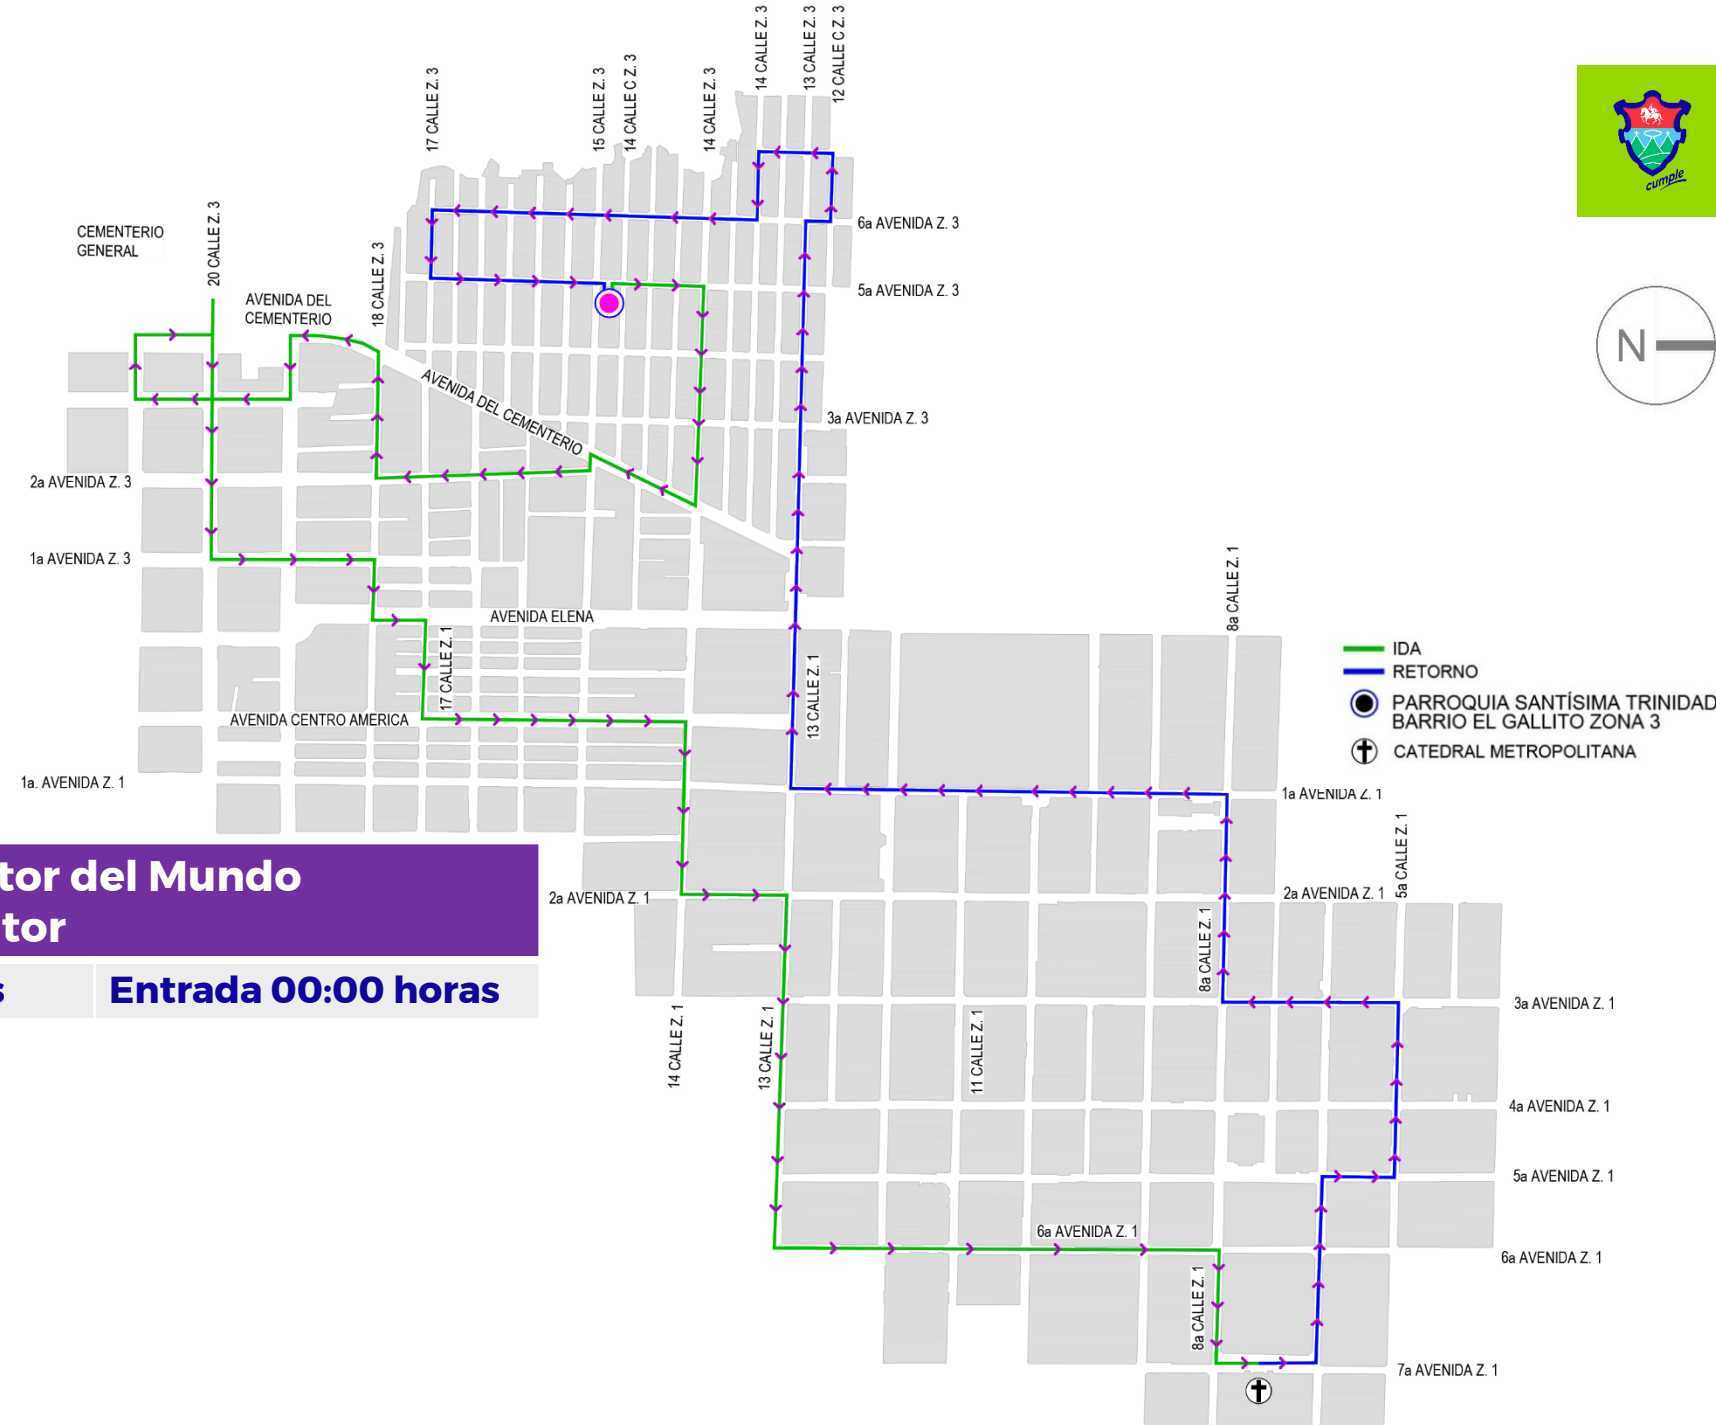 14 CALLE Z. 3
13 CALLE Z. 3
12 CALLE C Z. 3
17 CALLE Z. 3
15 CALLE Z. 3
14 CALLE C Z. 3
14 CALLE Z. 3
cumple
CEMENTERIO
GENERAL
20 CALLE Z. 3
18 CALLE Z. 3
6a AVENIDA Z. 3
5a AVENIDA Z. 3
AVENIDA DEL
CEMENTERIO
N
AVENIDA DEL CEMENTERIO
3a AVENIDA Z. 3
2a AVENIDA Z. 3
1a AVENIDA Z. 3
8a CALLE Z. 1
AVENIDA ELENA
17 CALLE Z. 1
13 CALLE Z. 1
IDA
RETORNO
PARROQUIA SANTÍSIMA TRINIDAD
BARRIO EL GALLITO ZONA 3
CATEDRAL METROPOLITANA
AVENIDA CENTRO AMERICA
1a. AVENIDA Z. 1
1a AVENIDA Z. 1
5a CALLE Z. 1
tor del Mundo
tor
2a AVENIDA Z. 1
2a AVENIDA Z. 1
8a CALLE Z. 1
s
Entrada 00:00 horas
3a AVENIDA Z. 1
14 CALLE Z. 1
13 CALLE Z. 1
11 CALLE Z. 1
4a AVENIDA Z. 1
5a AVENIDA Z. 1
6a AVENIDA Z. 1
6a AVENIDA Z. 1
8a CALLE Z. 1
7a AVENIDA Z. 1